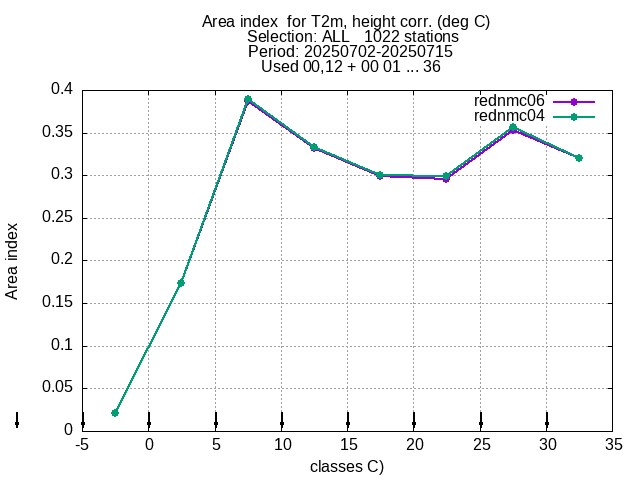 Area index  for T2m, height corr. (deg C)
Selection: ALL   1022 stations
Period: 20250702-20250715
Used 00,12 + 00 01 ... 36
rednmc06
rednmc04
0.4
0.35
0.3
0.25
0.2
0.15
0.1
0.05
0
Area index
-5 0 5 10 15 20 25 30 35
classes C)